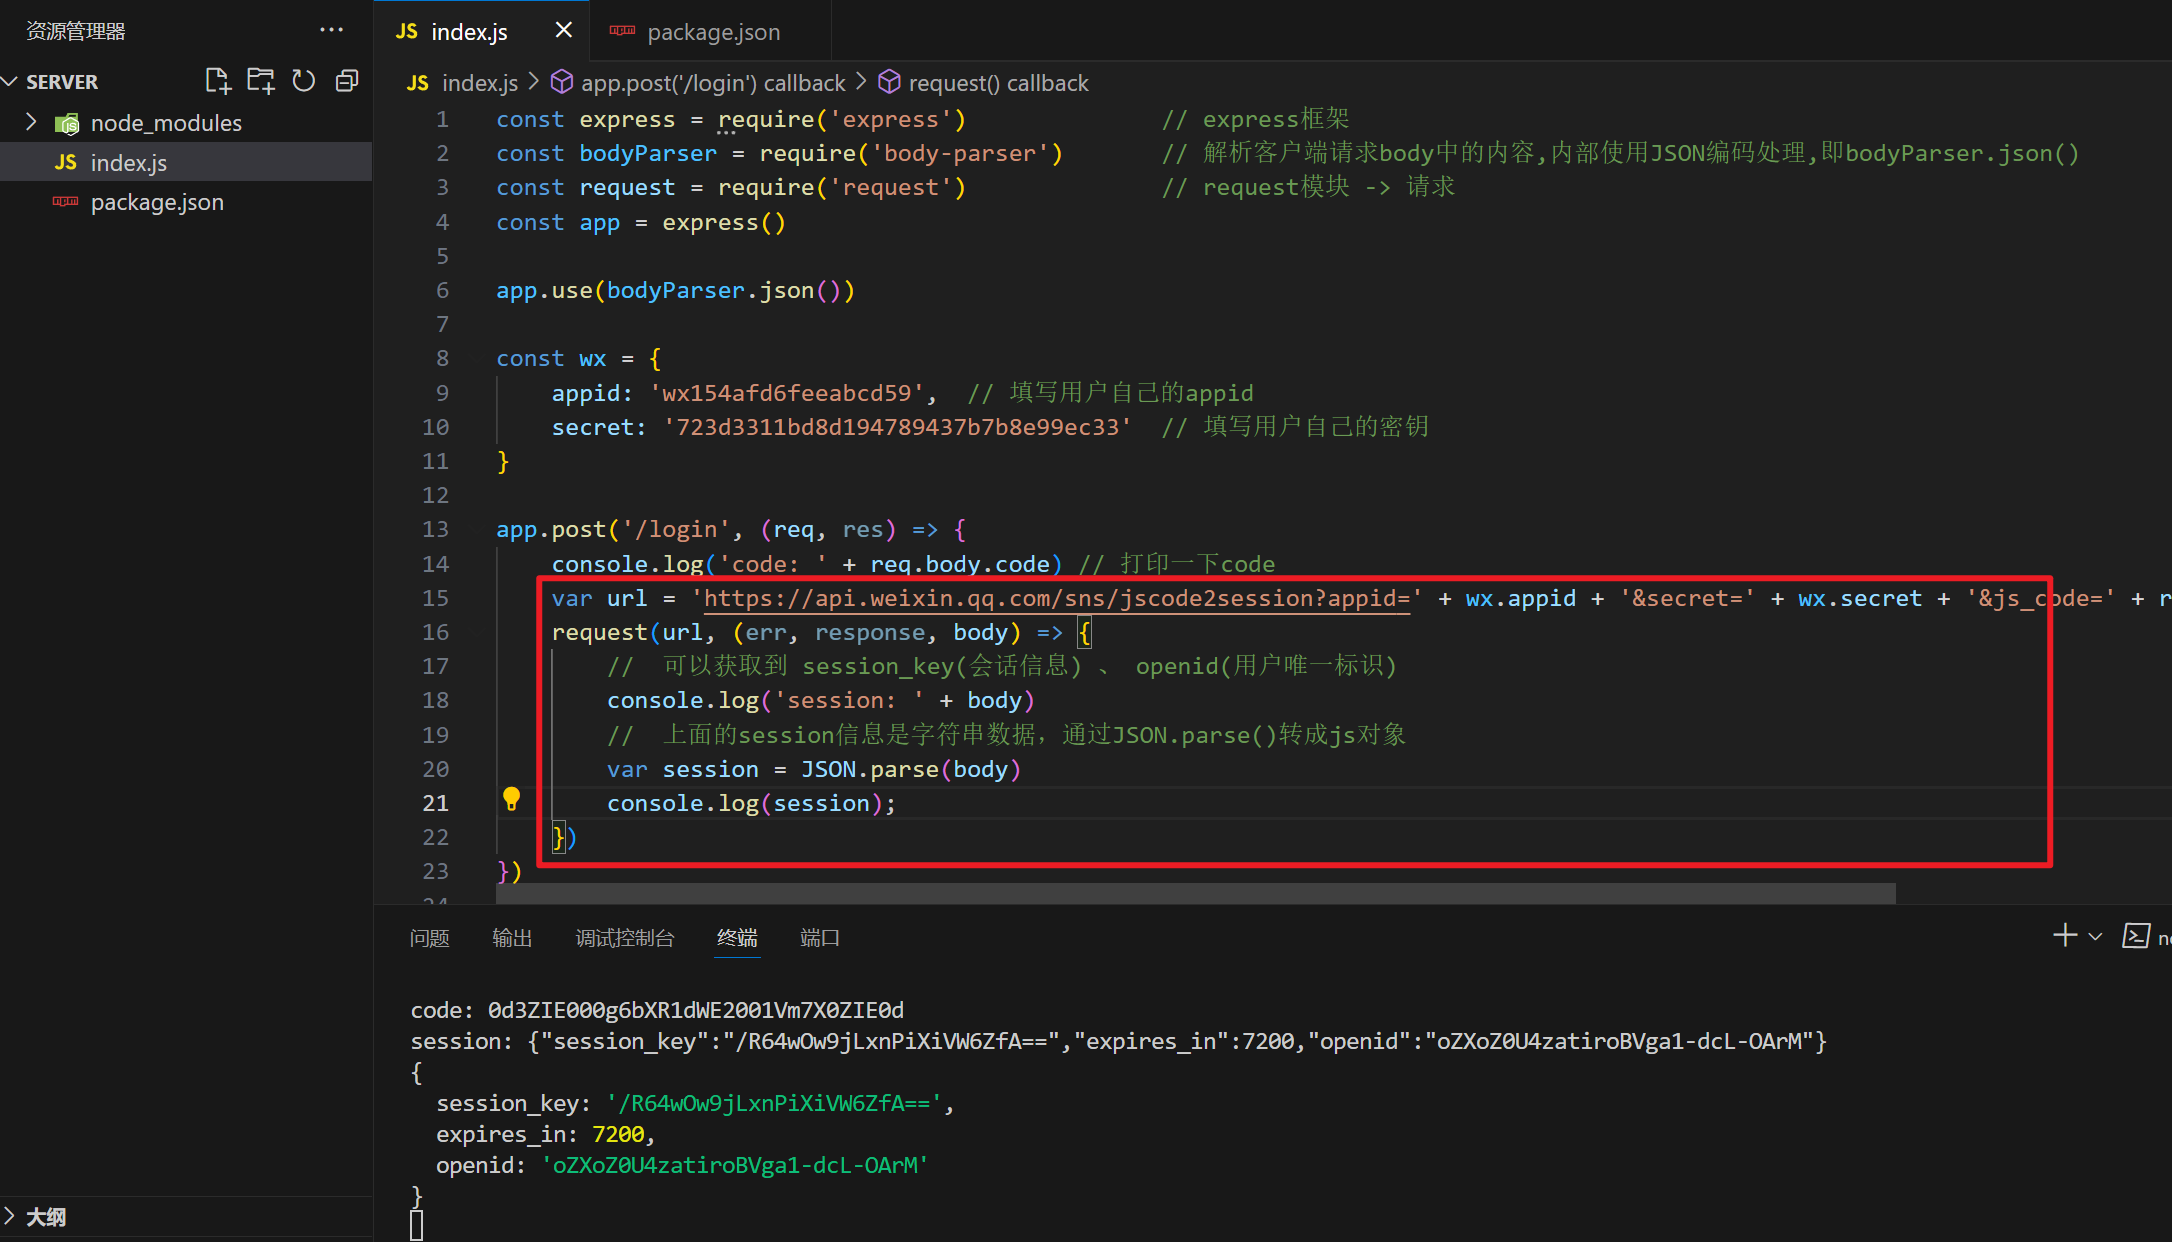 资源管理器
SERVER
node_modules
JS index.js
package.json
大纲
JS index.js
package.json
JS index.js > app.post('/login') callback > request() callback
1 const express = require('express') // express框架
2 const bodyParser = require('body-parser') // 解析客户端请求body中的内容,内部使用JSON编码处理,即bodyParser.json()
3 const request = require('request') // request模块 -> 请求
4 const app = express()
5
6 app.use(bodyParser.json())
7
8 const wx = {
9 appid: 'wx154afd6feeabcd59', // 填写用户自己的appid
10 secret: '723d3311bd8d194789437b7b8e99ec33' // 填写用户自己的密钥
11 }
12
13 app.post('/login', (req, res) => {
14 console.log('code: ' + req.body.code) // 打印一下code
15 var url = 'https://api.weixin.qq.com/sns/jscode2session?appid=' + wx.appid + '&secret=' + wx.secret + '&js_code=' + r
16 request(url, (err, response, body) => {
17 // 可以获取到 session_key(会话信息) 、 openid(用户唯一标识)
18 console.log('session: ' + body)
19 // 上面的session信息是字符串数据，通过JSON.parse()转成js对象
20 var session = JSON.parse(body)
21 console.log(session);
22 })
23 })
24
问题 输出 调试控制台 终端 端口
code: 0d3ZIE000g6bXR1dWE2001Vm7X0ZIE0d
session: {"session_key":"/R64wOw9jLxnPiXiVW6ZfA==","expires_in":7200,"openid":"oZXoZ0U4zatiroBVga1-dcL-OArM"}
{
session_key: '/R64wOw9jLxnPiXiVW6ZfA==',
expires_in: 7200,
openid: 'oZXoZ0U4zatiroBVga1-dcL-OArM'
}